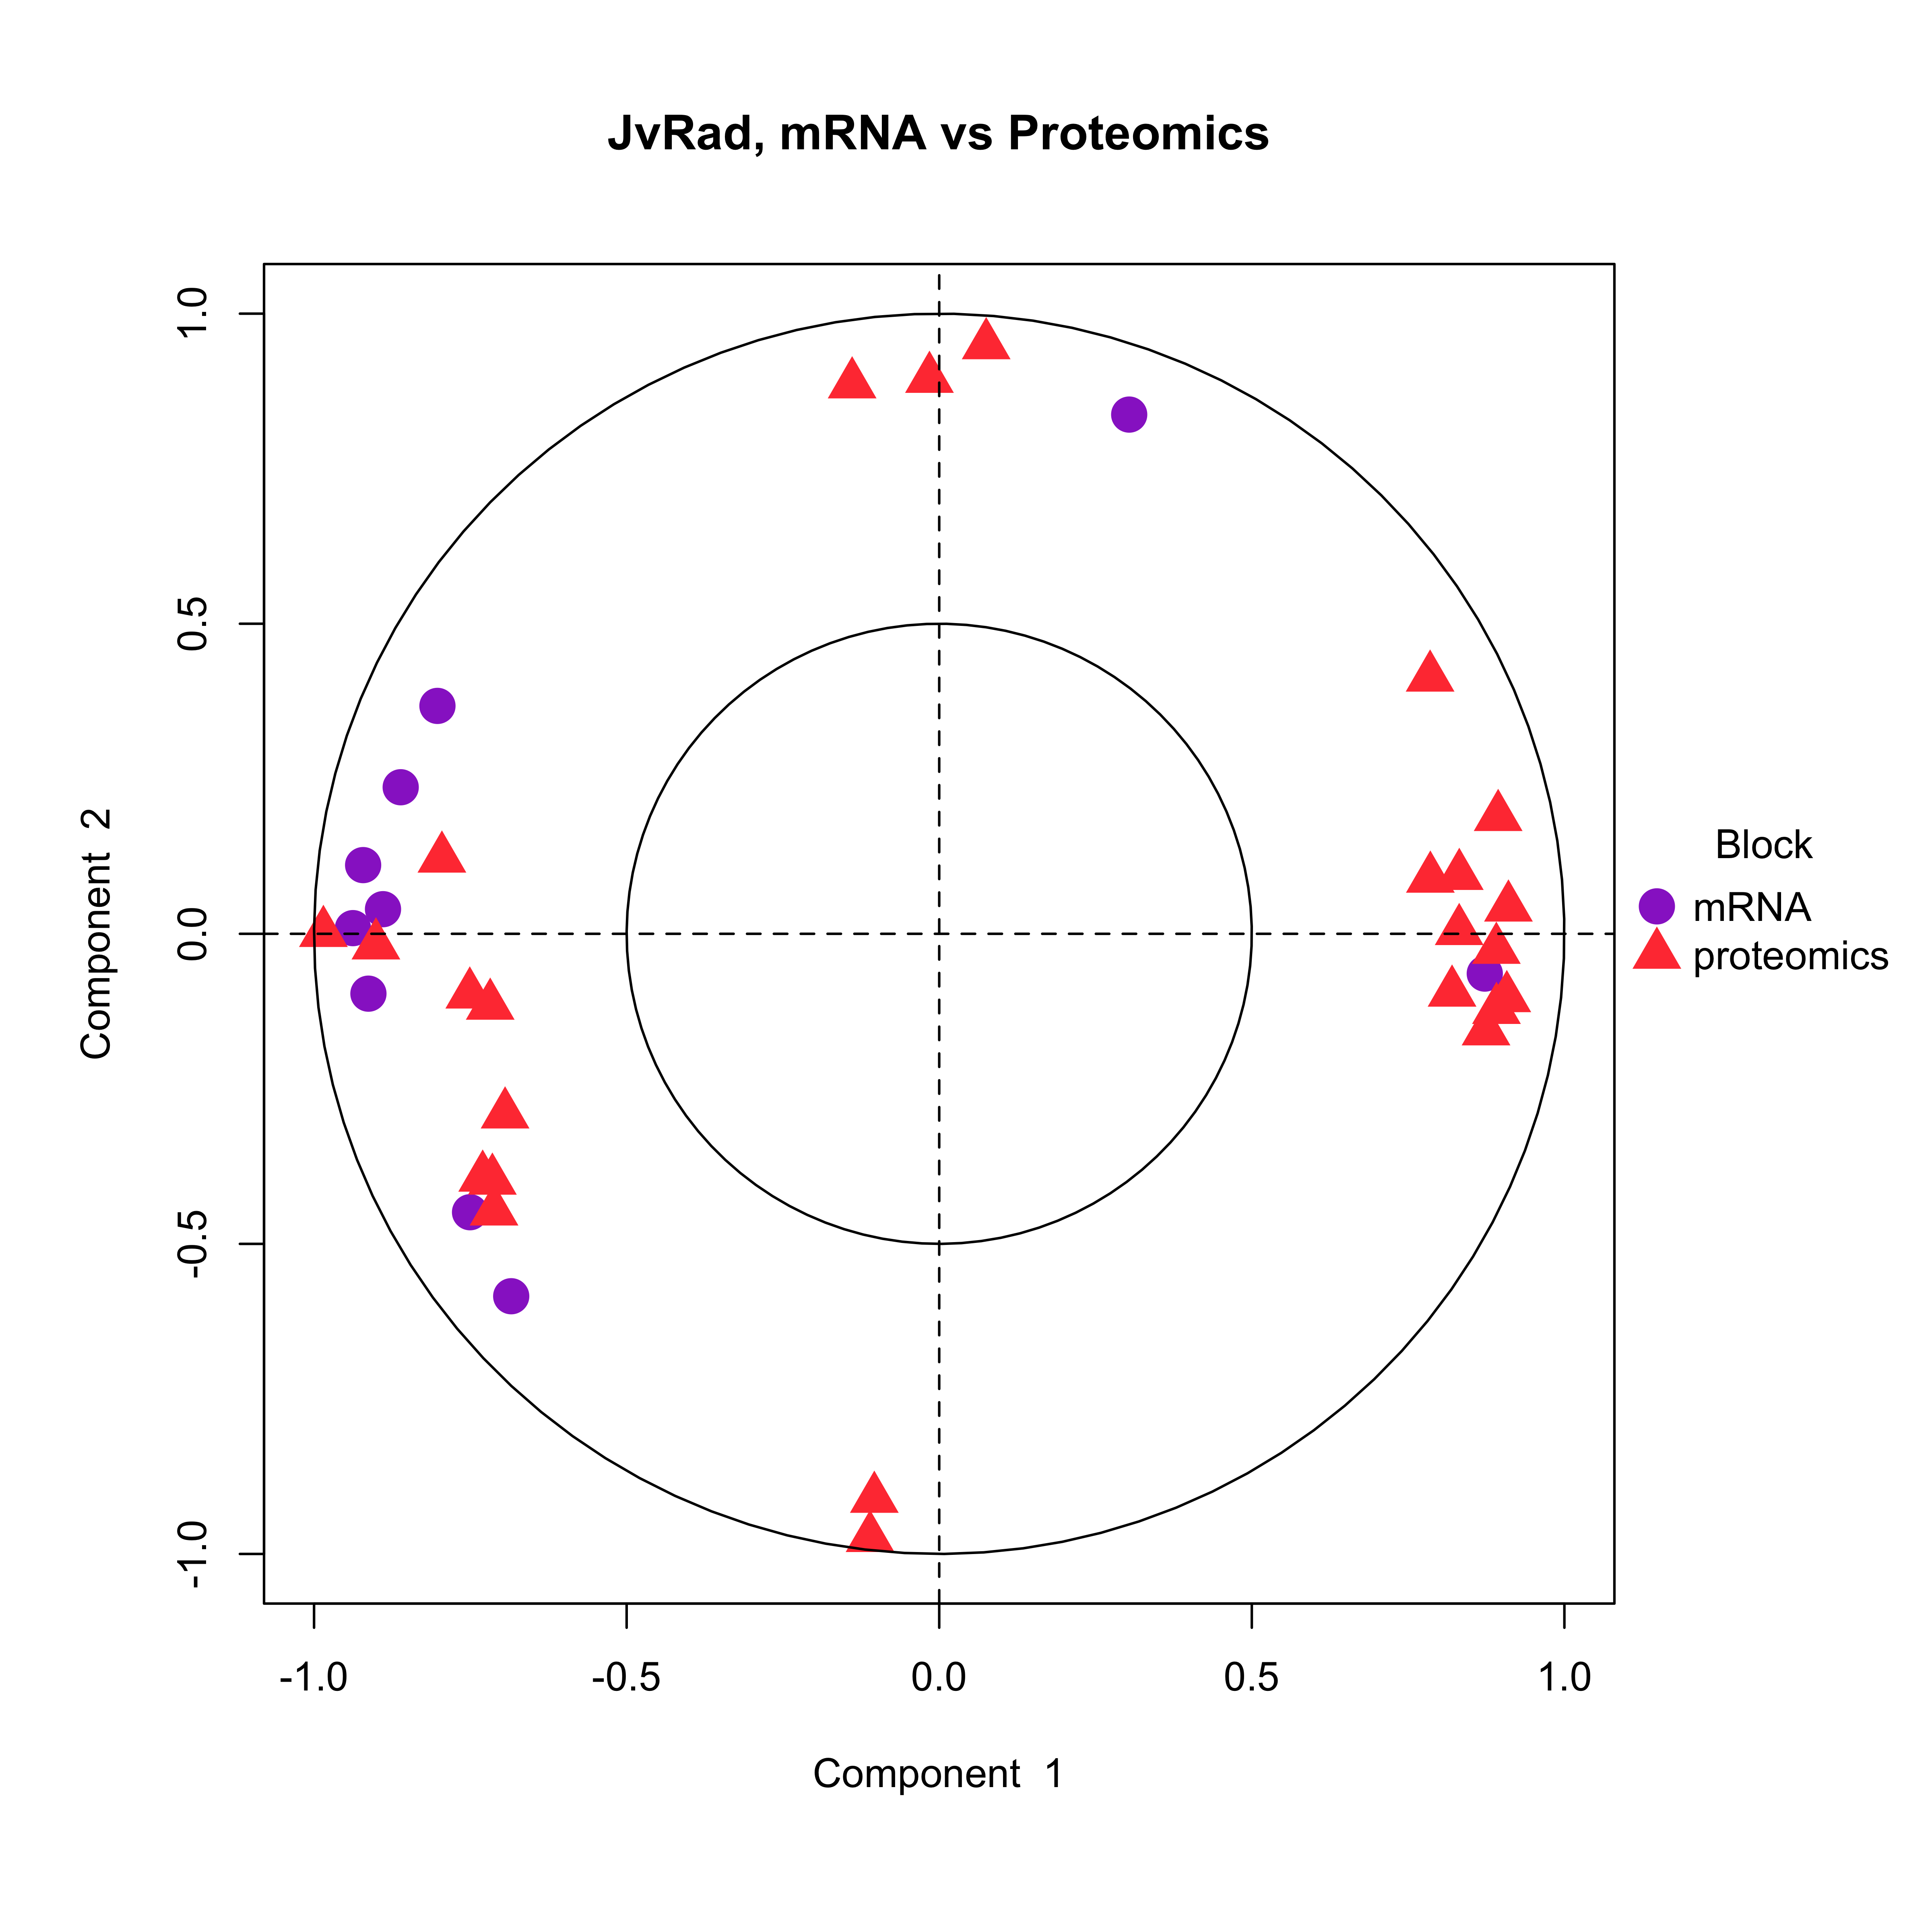 JvRad, mRNA vs Proteomics
1.0
0.5
0.0
-0.5
-1.0
Component 2
Block
mRNA
proteomics
-1.0
-0.5
0.0
0.5
1.0
Component 1